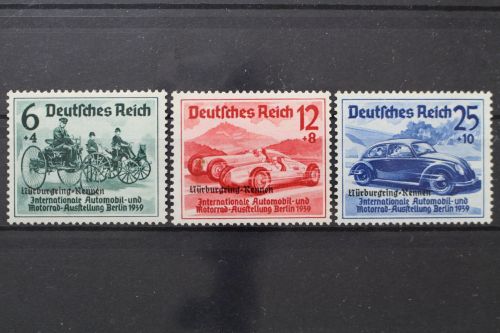 6 Deutsches Reich
+4
Nürburgring-Rennen
Internationale Automobil-und
Motorrad-Ausstellung Berlin 1939
Deutsches Reich 12
+8
Nürburgring-Rennen
Internationale Automobil-und
Motorrad-Ausstellung Berlin 1939
Deutsches Reich 25
+10
Nürburgring-Rennen
Internationale Automobil-und
Motorrad-Ausstellung Berlin 1939